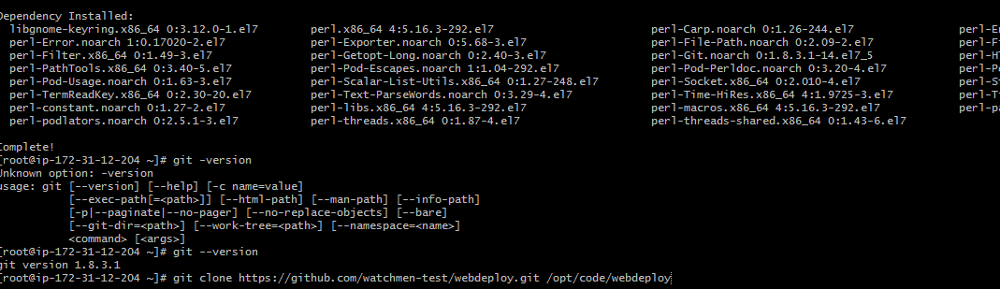 Dependency Installed:
libgnome-keyring.x86_64 0:3.12.0-1.el7 perl.x86_64 4:5.16.3-292.el7 perl-Carp.noarch 0:1.26-244.el7
perl-Error.noarch 1:0.17020-2.el7 perl-Exporter.noarch 0:5.68-3.el7 perl-File-Path.noarch 0:2.09-2.el7
perl-Filter.x86_64 0:1.49-3.el7 perl-Getopt-Long.noarch 0:2.40-3.el7 perl-Git.noarch 0:1.8.3.1-14.el7_5
perl-PathTools.x86_64 0:3.40-5.el7 perl-Pod-Escapes.noarch 1:1.04-292.el7 perl-Pod-Perldoc.noarch 0:3.20-4.el7
perl-Pod-Usage.noarch 0:1.63-3.el7 perl-Scalar-List-Utils.x86_64 0:1.27-248.el7 perl-Socket.x86_64 0:2.010-4.el7
perl-TermReadKey.x86_64 0:2.30-20.el7 perl-Text-ParseWords.noarch 0:3.29-4.el7 perl-Time-HiRes.x86_64 4:1.9725-3.el7
perl-constant.noarch 0:1.27-2.el7 perl-libs.x86_64 4:5.16.3-292.el7 perl-macros.x86_64 4:5.16.3-292.el7
perl-podlators.noarch 0:2.5.1-3.el7 perl-threads.x86_64 0:1.87-4.el7 perl-threads-shared.x86_64 0:1.43-6.el7
Complete!
[root@ip-172-31-12-204 ~]# git -version
Unknown option: -version
usage: git [--version] [--help] [-c name=value]
[--exec-path[=<path>]] [--html-path] [--man-path] [--info-path]
[-p|--paginate|--no-pager] [--no-replace-objects] [--bare]
[--git-dir=<path>] [--work-tree=<path>] [--namespace=<name>]
<command> [<args>]
[root@ip-172-31-12-204 ~]# git --version
git version 1.8.3.1
[root@ip-172-31-12-204 ~]# git clone https://github.com/watchmen-test/webdeploy.git /opt/code/webdeploy